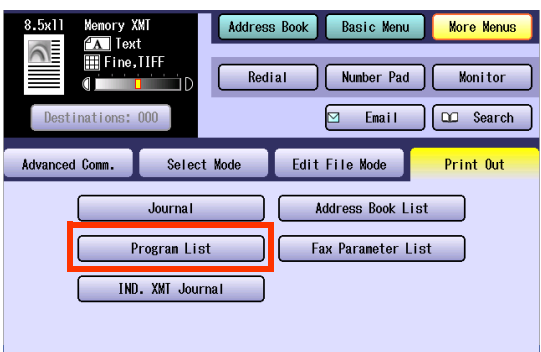 8.5x11 Memory XMT
A Text
Fine,TIFF
D
Destinations: 000
Address Book Basic Menu More Menus
Redial Number Pad Monitor
Email Search
Advanced Comm. Select Mode Edit File Mode Print Out
Journal Address Book List
Program List Fax Parameter List
IND. XMT Journal